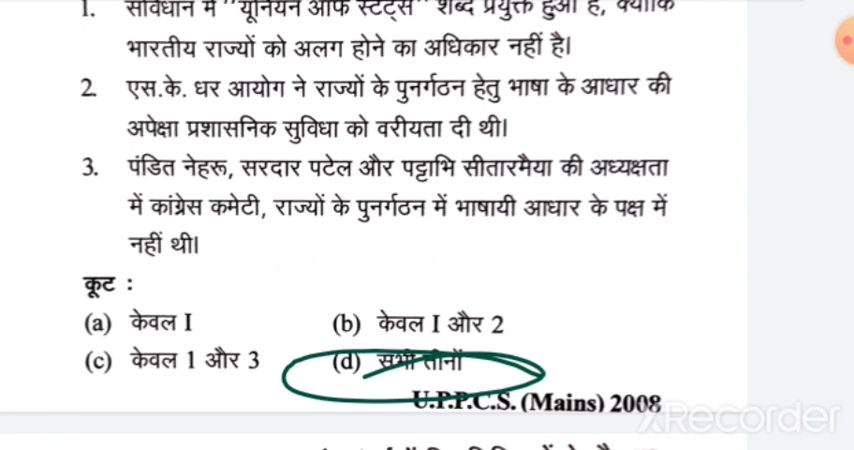 1. संविधान में "यूनियन ऑफ स्टेट्स" शब्द प्रयुक्त हुआ है, क्योंकि
भारतीय राज्यों को अलग होने का अधिकार नहीं है।
2. एस.के. धर आयोग ने राज्यों के पुनर्गठन हेतु भाषा के आधार की
अपेक्षा प्रशासनिक सुविधा को वरीयता दी थी।
3. पंडित नेहरू, सरदार पटेल और पट्टाभि सीतारमैया की अध्यक्षता
में कांग्रेस कमेटी, राज्यों के पुनर्गठन में भाषायी आधार के पक्ष में
नहीं थी।
कूट :
(a) केवल I (b) केवल I और 2
(c) केवल 1 और 3 (d) सभी तीनों
U.P.P.C.S. (Mains) 2008
XRecorder